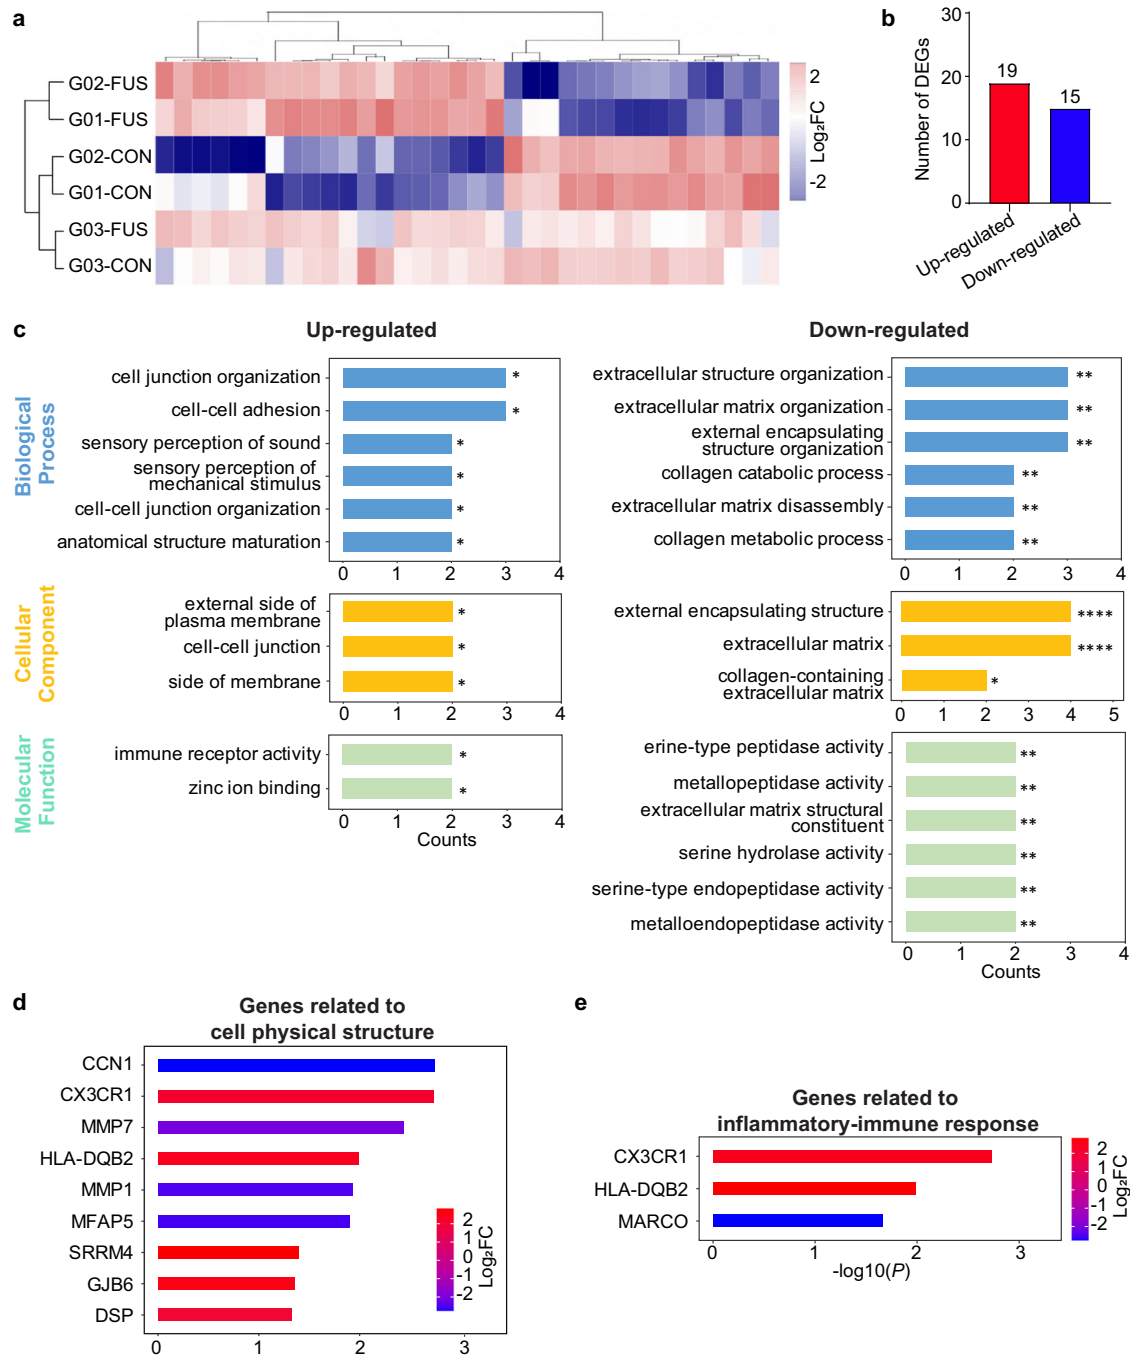 a
G02-FUS
G01-FUS
G02-CON
G01-CON
G03-FUS
G03-CON
2
-2
Log₂FC
b
Number of DEGs
30
20
10
0
19
15
Up-regulated
Down-regulated
c
Up-regulated
Down-regulated
Biological
Process
cell junction organization
*
cell-cell adhesion
*
sensory perception of sound
*
sensory perception of
mechanical stimulus
*
cell-cell junction organization
*
anatomical structure maturation
*
0 1 2 3 4
extracellular structure organization
**
extracellular matrix organization
**
external encapsulating
structure organization
**
collagen catabolic process
**
extracellular matrix disassembly
**
collagen metabolic process
**
0 1 2 3 4
Cellular
Component
external side of
plasma membrane
*
cell-cell junction
*
side of membrane
*
0 1 2 3 4
external encapsulating structure
****
extracellular matrix
****
collagen-containing
extracellular matrix
*
0 1 2 3 4 5
Molecular
Function
immune receptor activity
*
zinc ion binding
*
0 1 2 3 4
Counts
erine-type peptidase activity
**
metallopeptidase activity
**
extracellular matrix structural
constituent
**
serine hydrolase activity
**
serine-type endopeptidase activity
**
metalloendopeptidase activity
**
0 1 2 3 4
Counts
d
Genes related to
cell physical structure
CCN1
CX3CR1
MMP7
HLA-DQB2
MMP1
MFAP5
SRRM4
GJB6
DSP
0 1 2 3
2
1
0
-1
-2
Log₂FC
e
Genes related to
inflammatory-immune response
CX3CR1
HLA-DQB2
MARCO
0 1 2 3
-log10(P)
2
1
0
-1
-2
Log₂FC